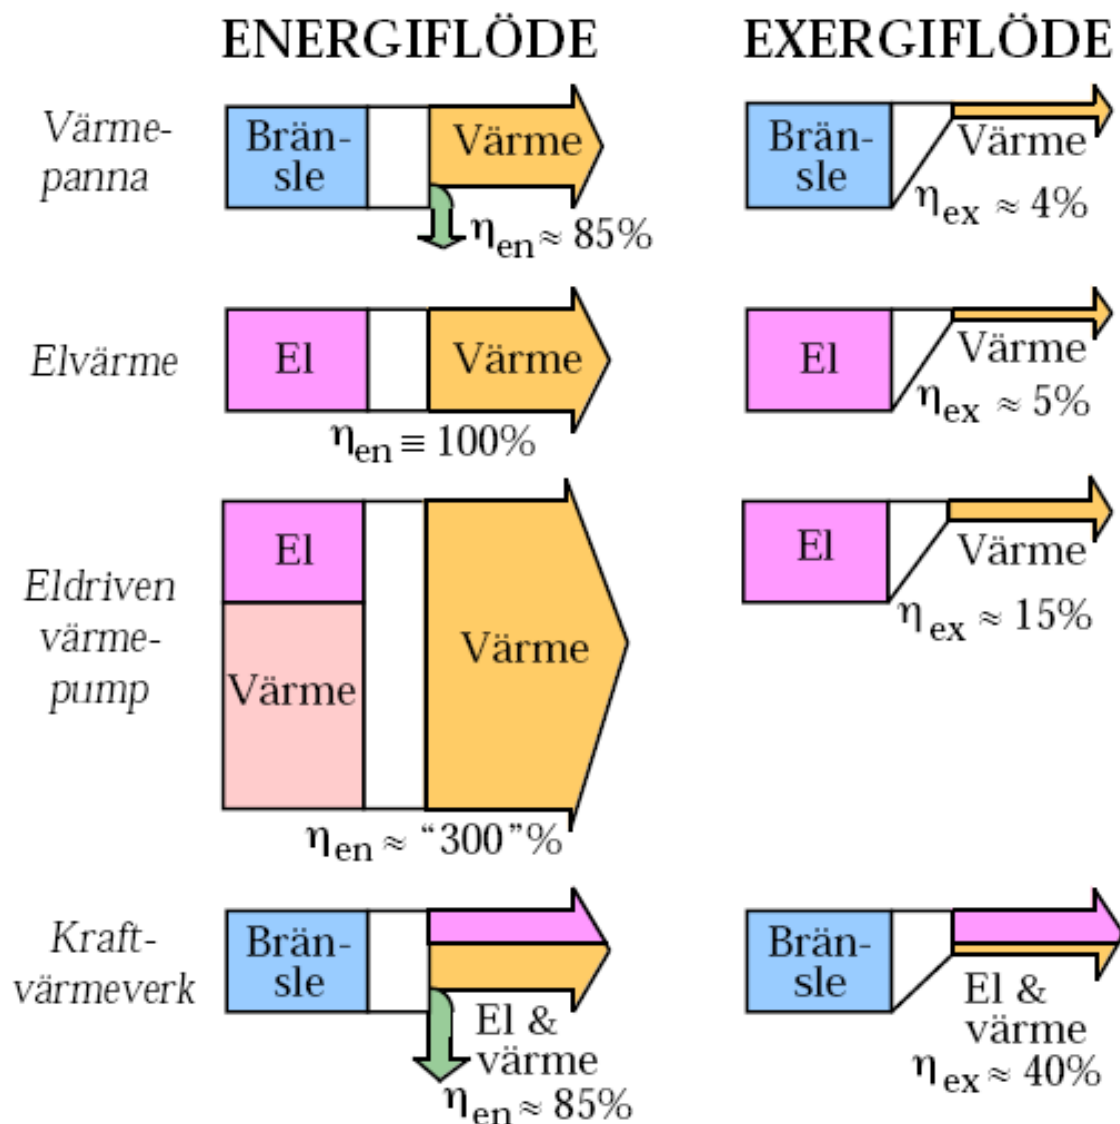 ENERGIFLÖDE
EXERGIFLÖDE
Värme-
panna
Brän-
sle
Värme
ηen ≈ 85%
Brän-
sle
Värme
ηex ≈ 4%
Elvärme
El
Värme
ηen ≡ 100%
El
Värme
ηex ≈ 5%
Eldriven
värme-
pump
El
Värme
Värme
ηen ≈ “300”%
El
Värme
ηex ≈ 15%
Kraft-
värmeverk
Brän-
sle
El &
värme
ηen ≈ 85%
Brän-
sle
El &
värme
ηex ≈ 40%